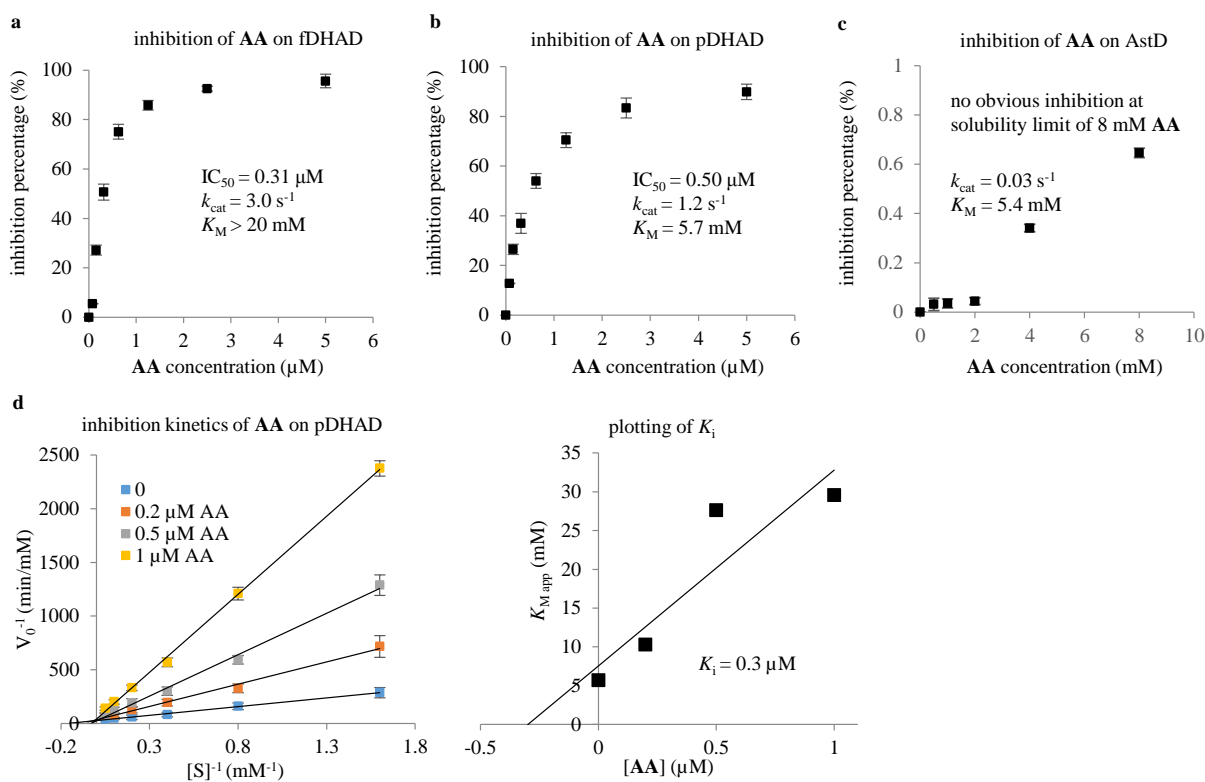 a
inhibition of AA on fDHAD
inhibition percentage (%)
100
80
60
40
20
0
IC50 = 0.31 µM
kcat = 3.0 s-1
KM > 20 mM
0 1 2 3 4 5 6
AA concentration (µM)
b
inhibition of AA on pDHAD
inhibition percentage (%)
100
80
60
40
20
0
IC50 = 0.50 µM
kcat = 1.2 s-1
KM = 5.7 mM
0 1 2 3 4 5 6
AA concentration (µM)
c
inhibition of AA on AstD
inhibition percentage (%)
1
0.8
0.6
0.4
0.2
0
no obvious inhibition at
solubility limit of 8 mM AA
kcat = 0.03 s-1
KM = 5.4 mM
0 2 4 6 8 10
AA concentration (mM)
d
inhibition kinetics of AA on pDHAD
V0-1 (min/mM)
2500
2000
1500
1000
500
0
0
0.2 µM AA
0.5 µM AA
1 µM AA
-0.2 0.3 0.8 1.3 1.8
[S]-1 (mM-1)
plotting of Ki
KM app (mM)
35
30
25
20
15
10
5
0
Ki = 0.3 µM
-0.5 0 0.5 1
[AA] (µM)